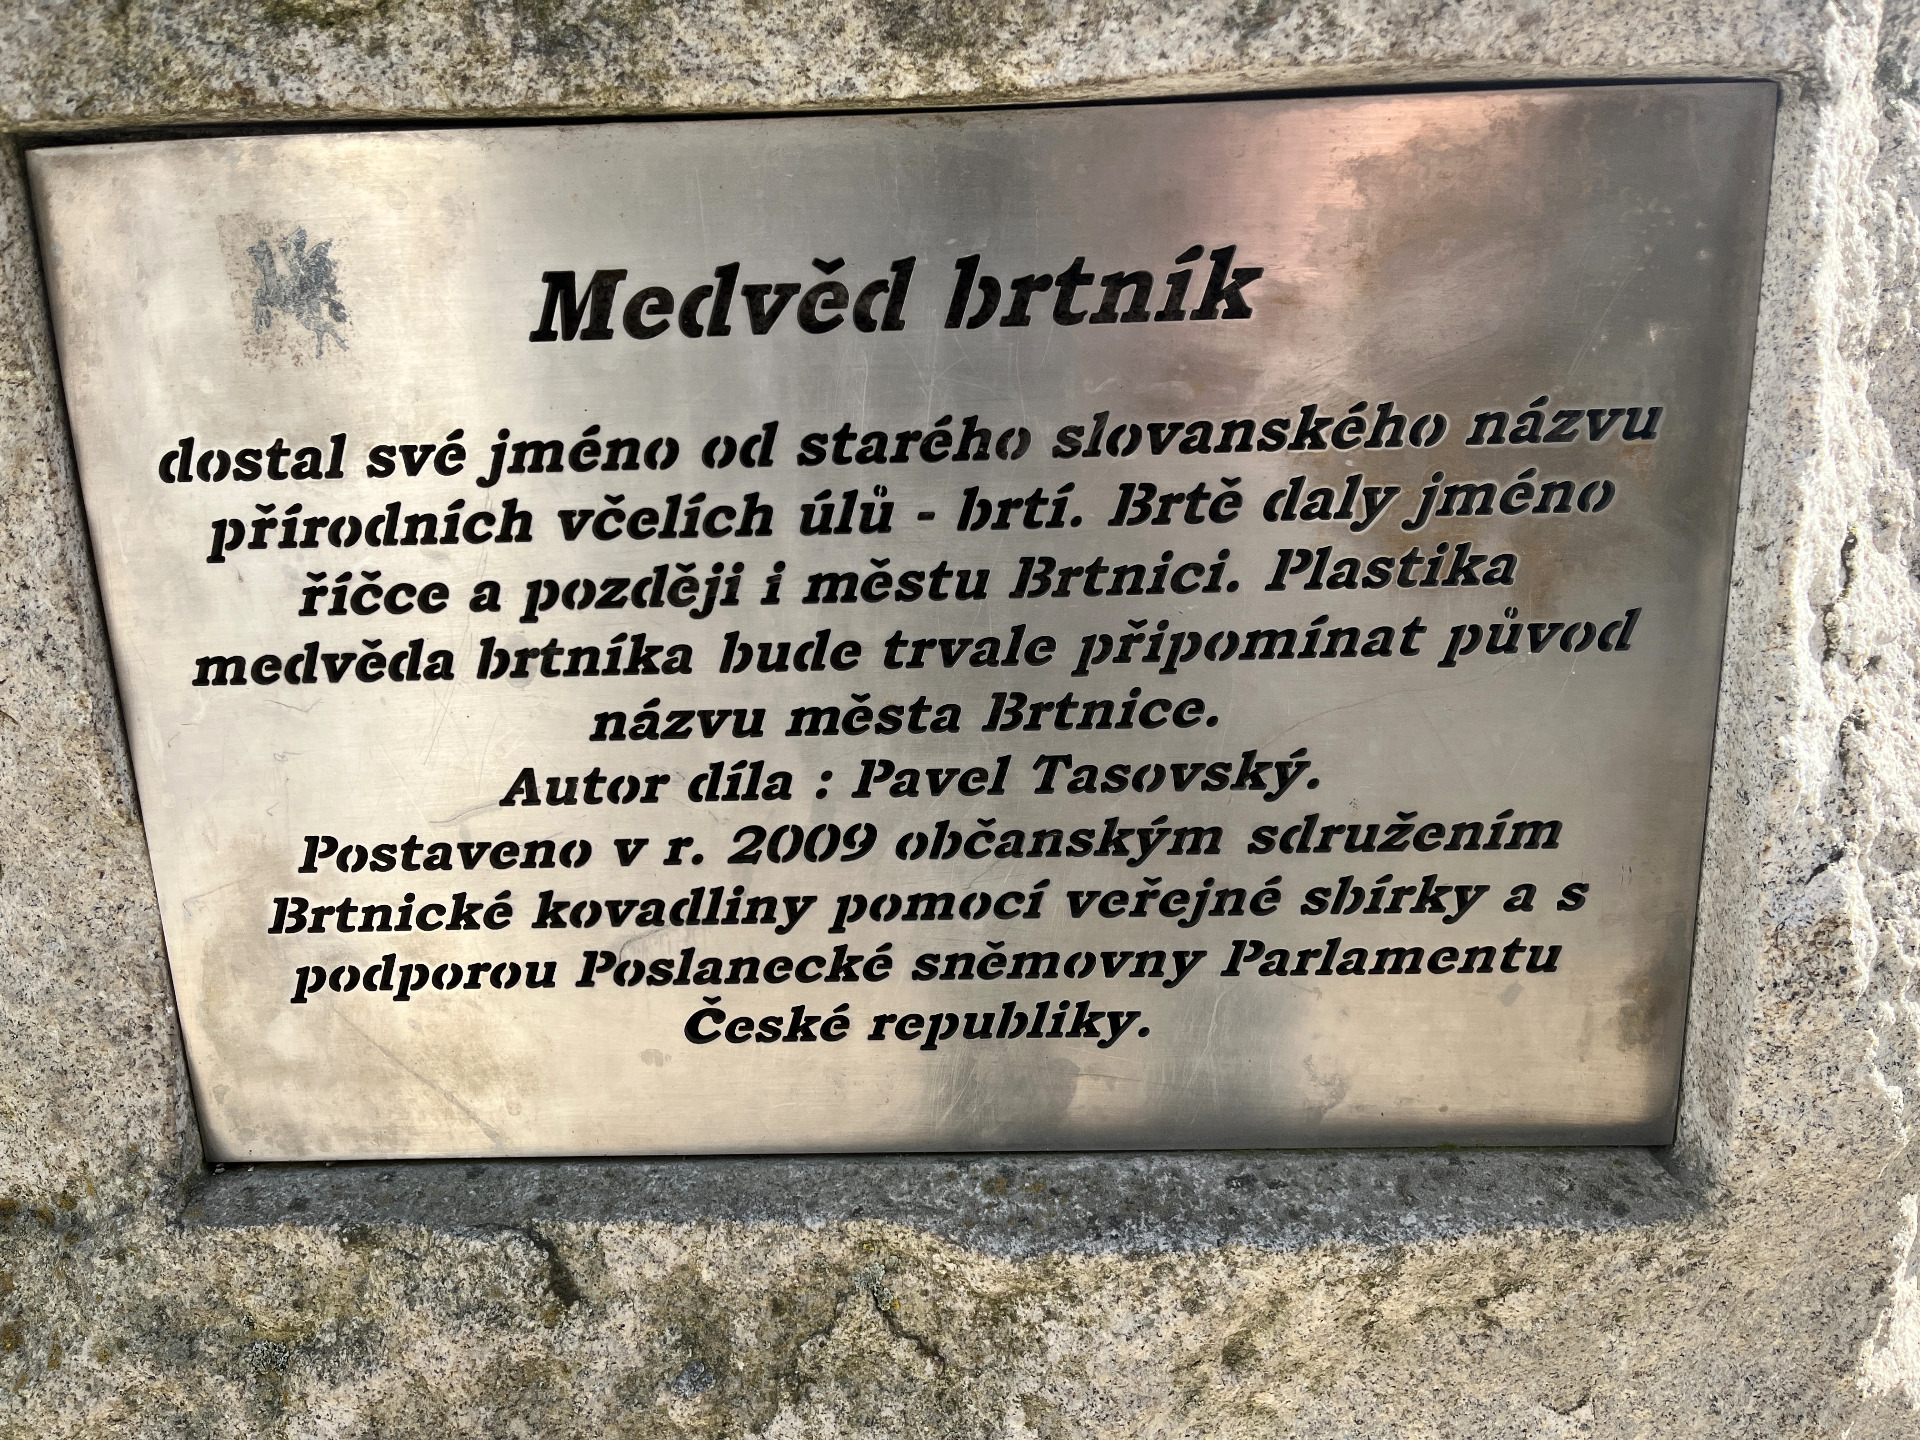 Medvěd brtník
dostal své jméno od starého slovanského názvu
přírodních včelích úlů - brtí. Brtě daly jméno
říčce a později i městu Brtnici. Plastika
medvěda brtníka bude trvale připomínat původ
názvu města Brtnice.
Autor díla : Pavel Tasovský.
Postaveno v r. 2009 občanským sdružením
Brtnické kovadliny pomocí veřejné sbírky a s
podporou Poslanecké sněmovny Parlamentu
České republiky.